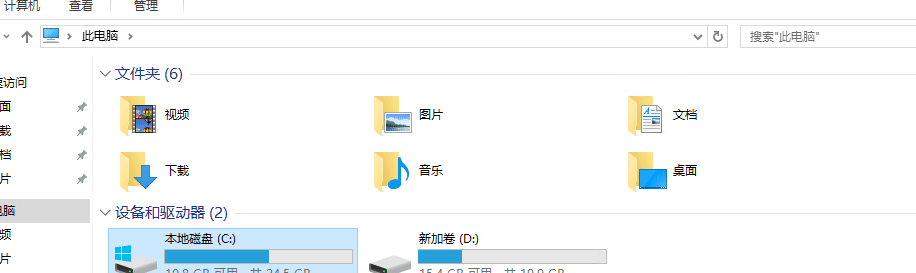 计算机 查看 管理
此电脑
搜索"此电脑"
速访问
面
载
档
片
电脑
频
片
文件夹 (6)
视频 图片 文档
下载 音乐 桌面
设备和驱动器 (2)
本地磁盘 (C:) 新加卷 (D:)